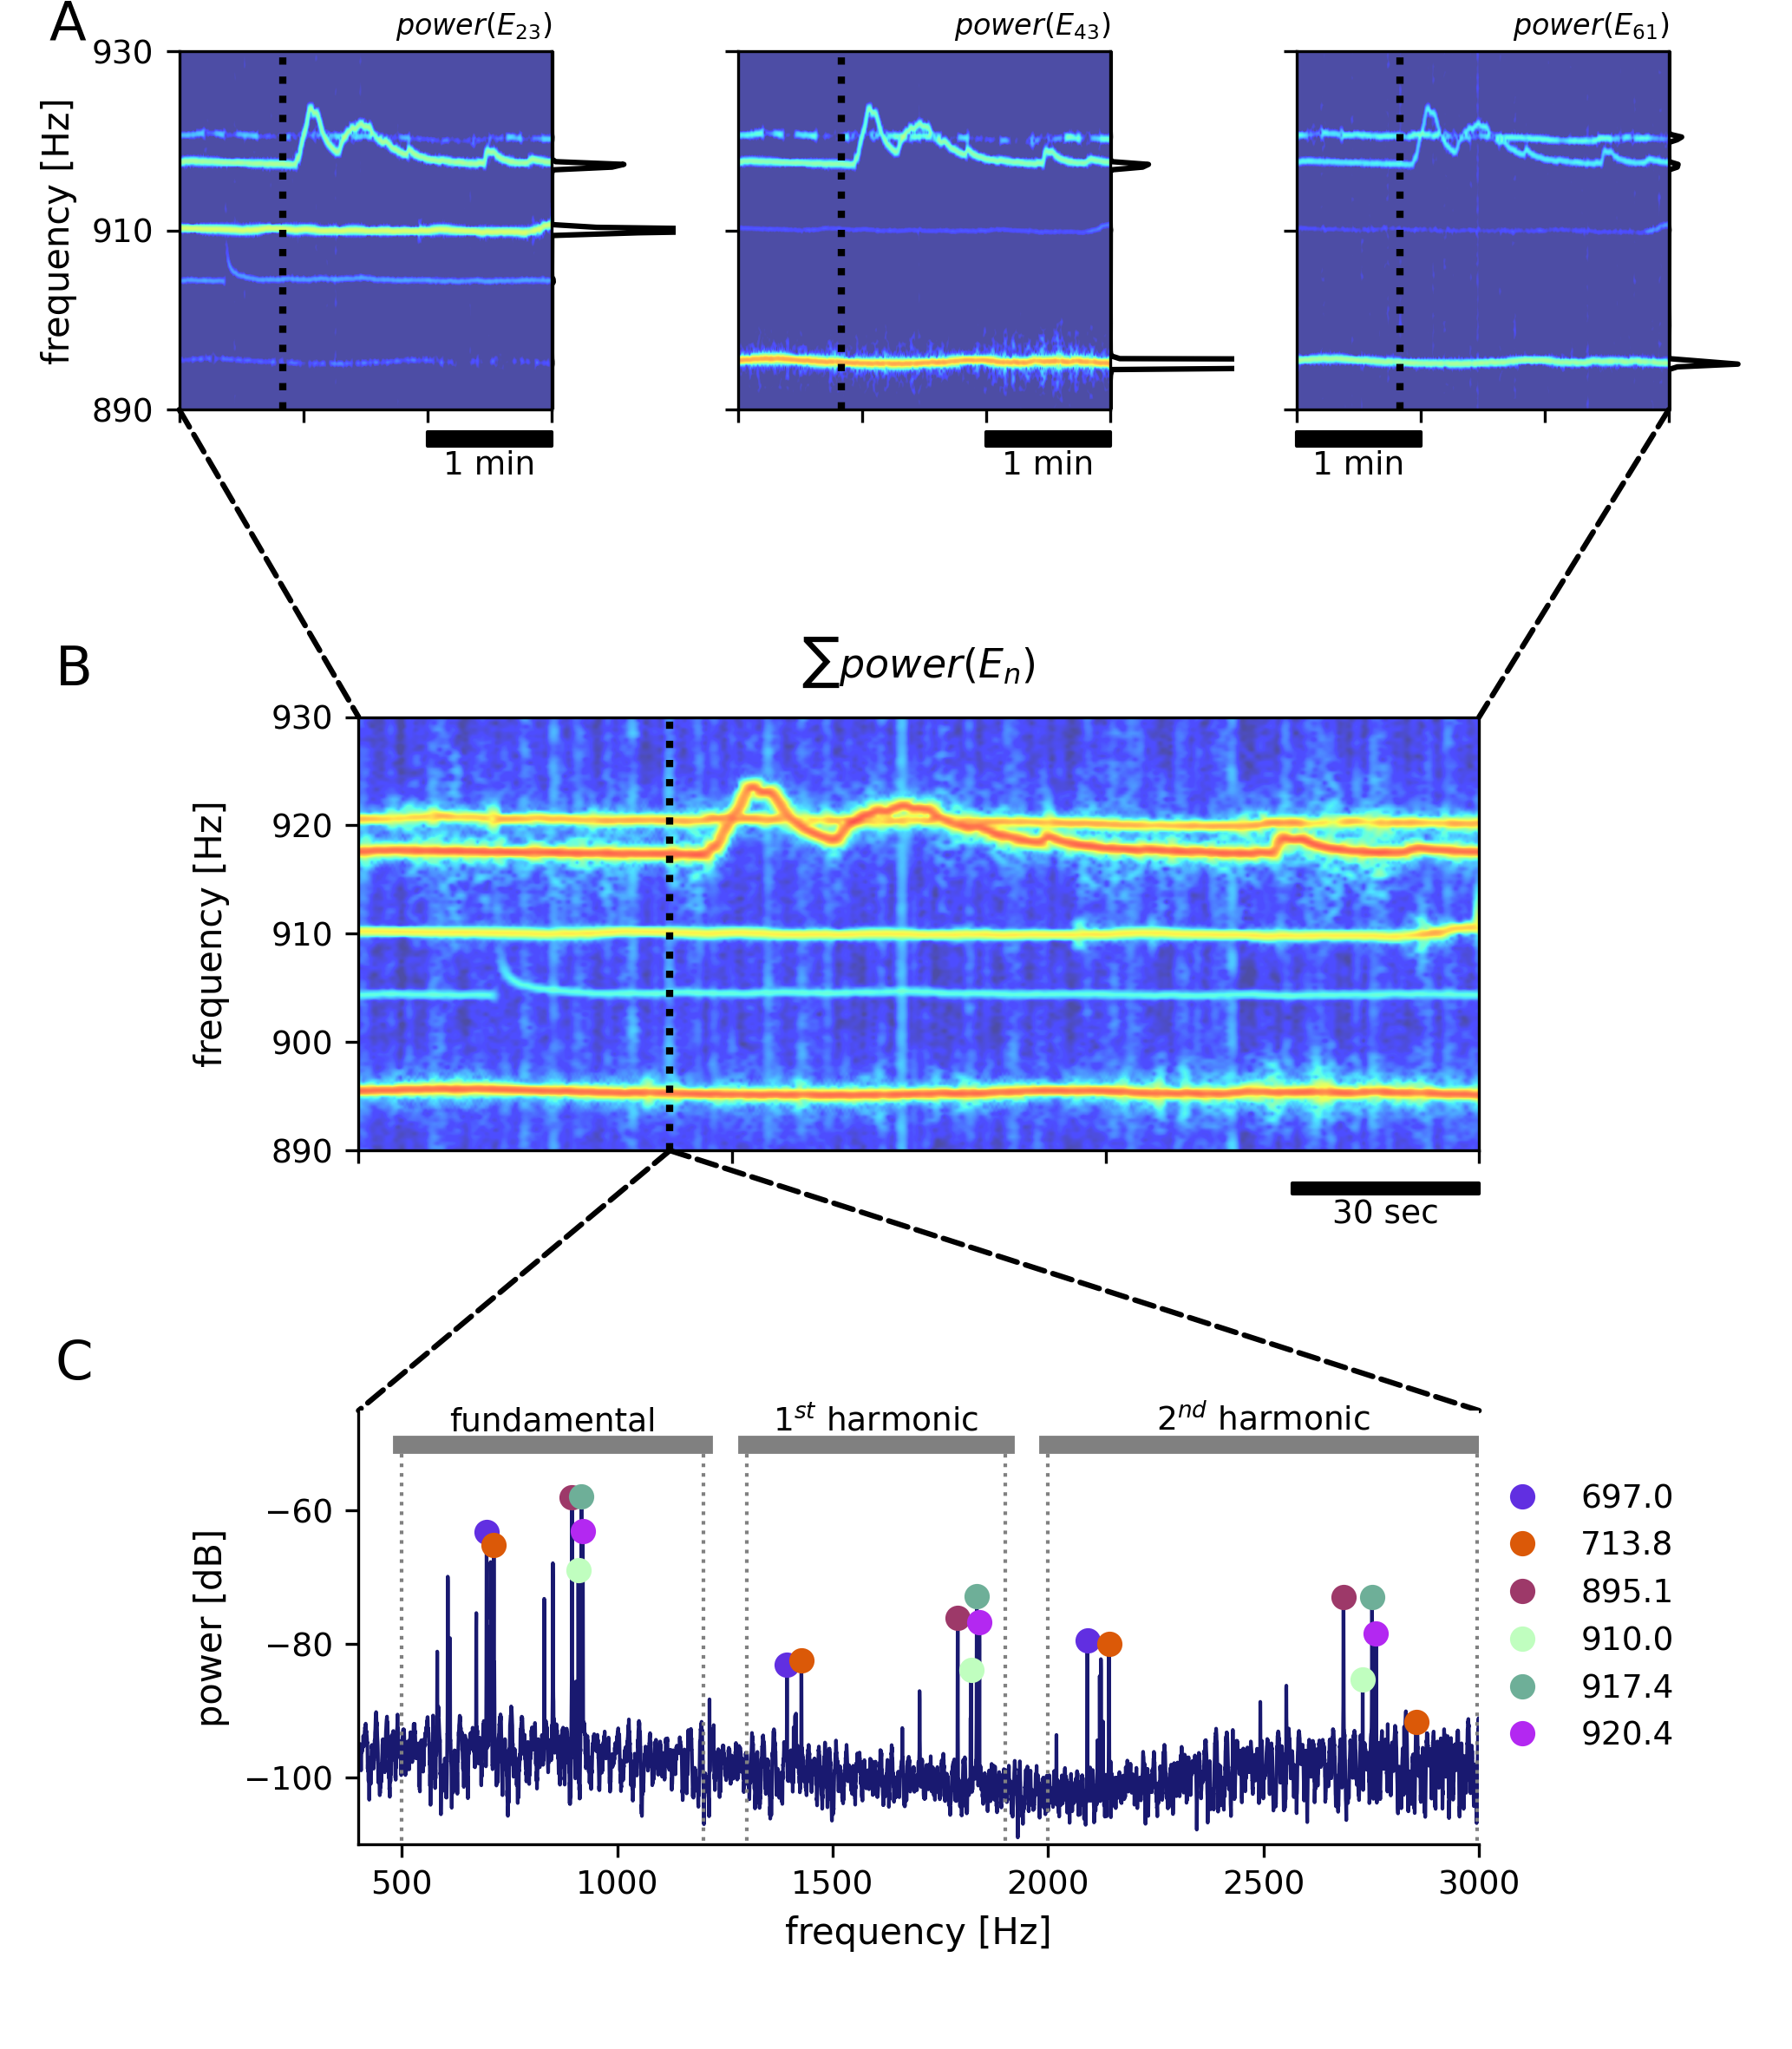 A
power(E₂₃)
power(E₄₃)
power(E₆₁)
930
910
890
frequency [Hz]
1 min
1 min
1 min
B
∑power(Eₙ)
930
920
910
900
890
frequency [Hz]
30 sec
C
fundamental
1ˢᵗ harmonic
2ⁿᵈ harmonic
−60
−80
−100
power [dB]
697.0
713.8
895.1
910.0
917.4
920.4
500 1000 1500 2000 2500 3000
frequency [Hz]